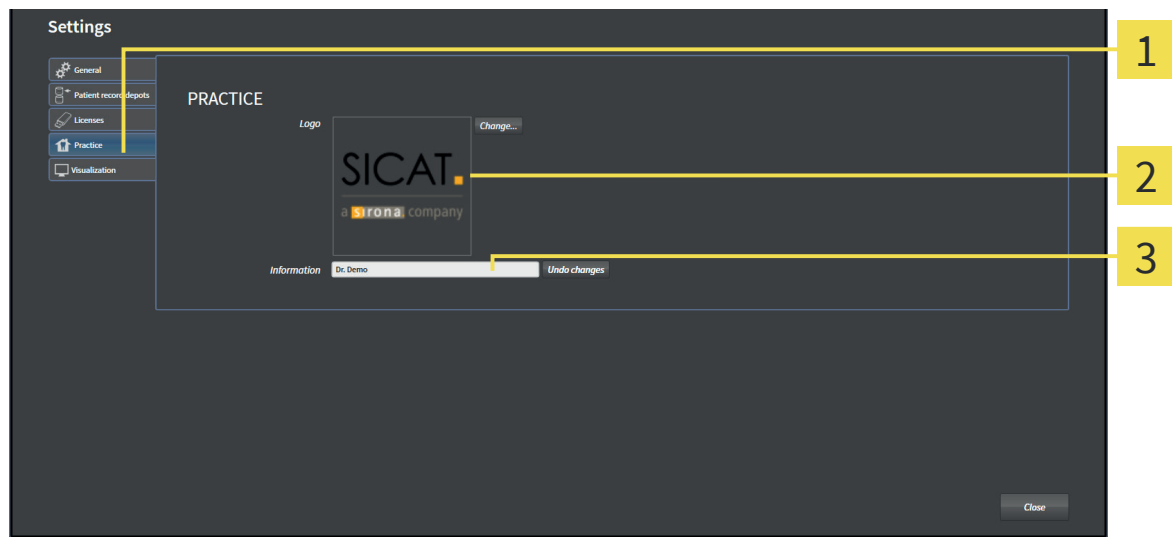 Settings
General
Patient record depots
Licenses
Practice
Visualization
PRACTICE
Logo
Change...
SICAT.
a sirona company
Information
Dr. Demo
Undo changes
Close
1
2
3